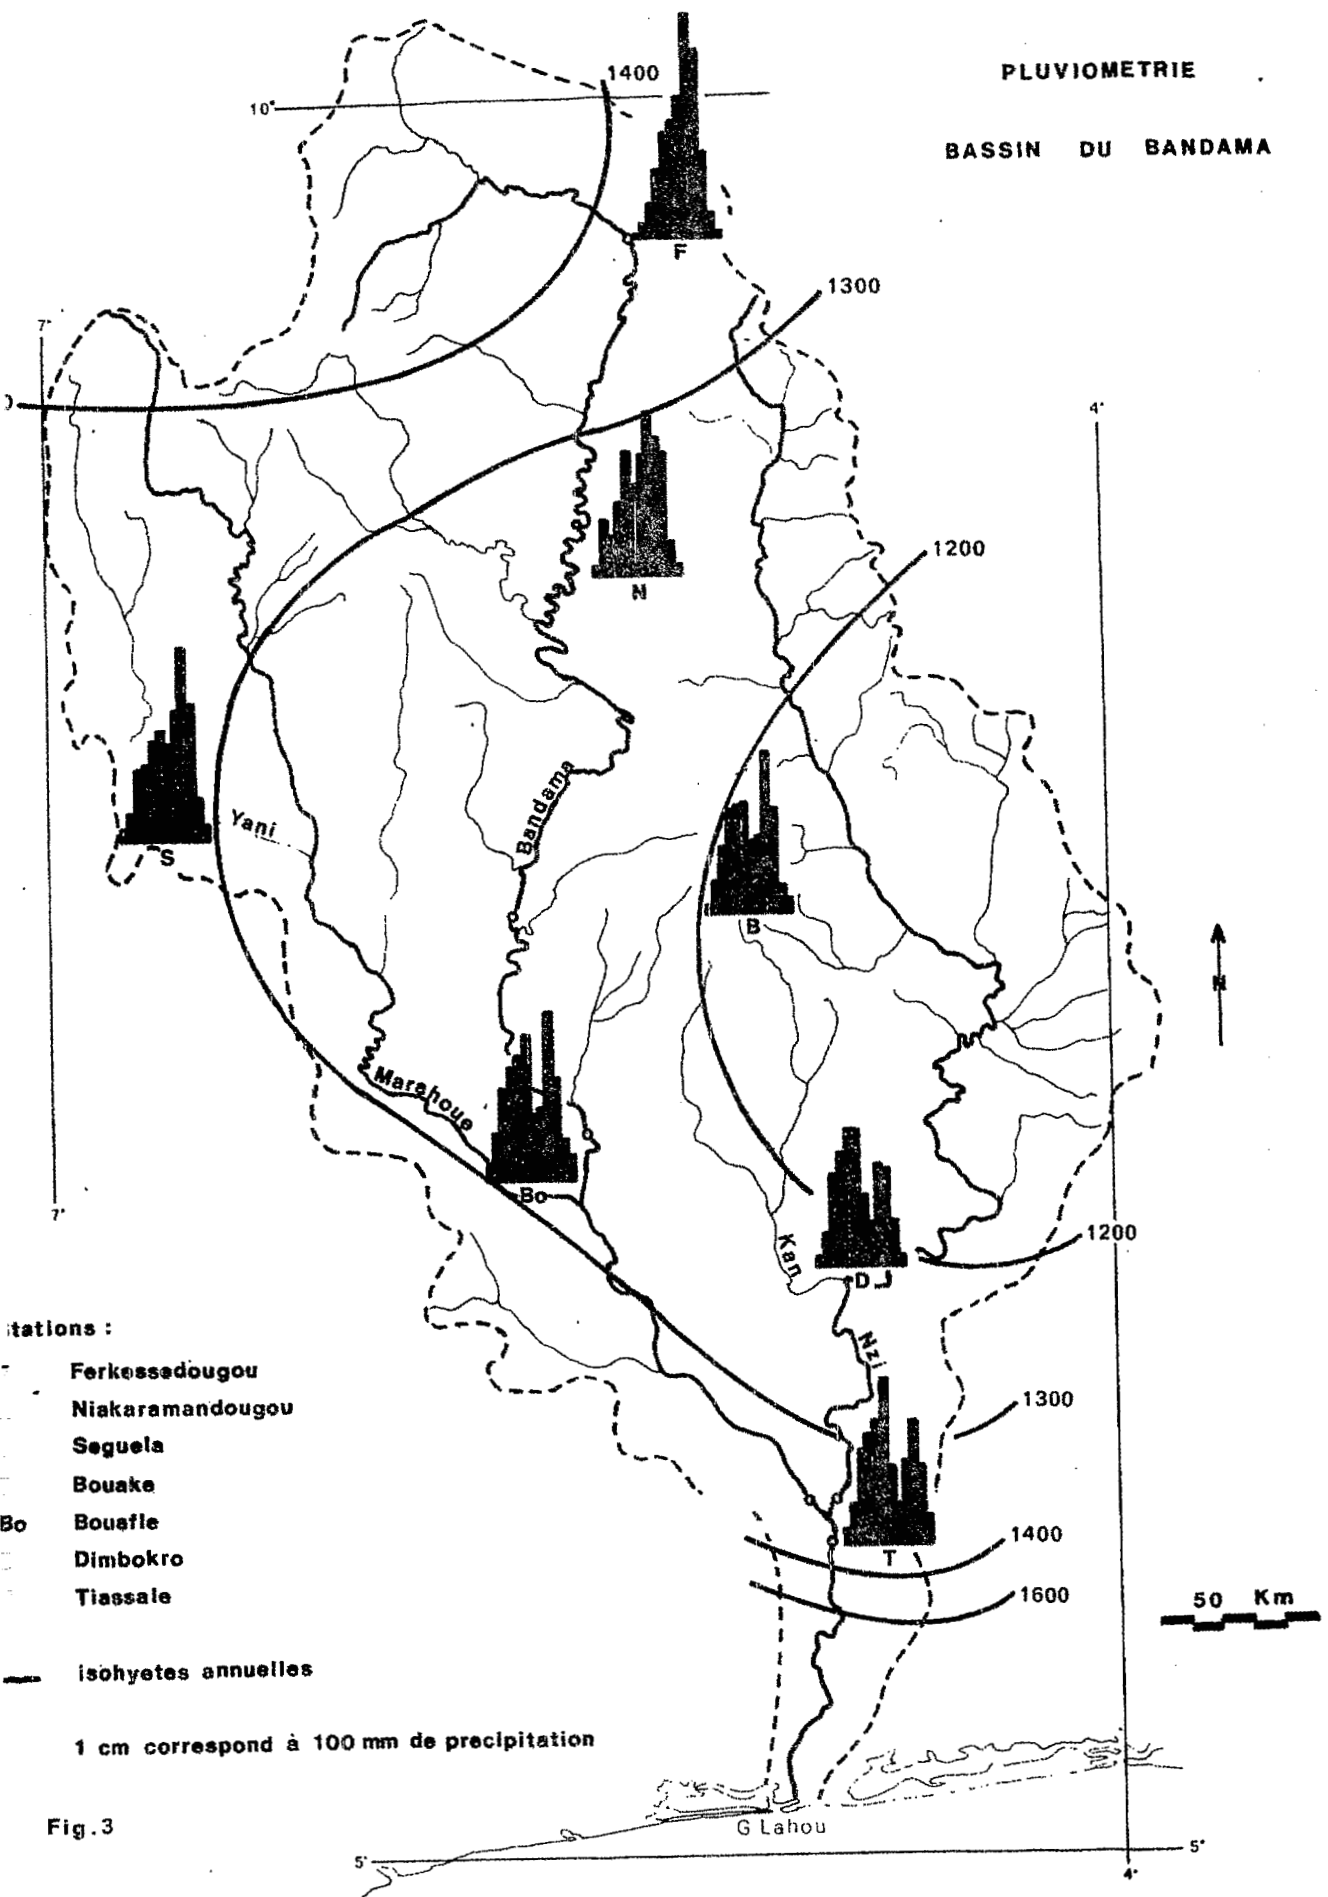 PLUVIOMETRIE
BASSIN DU BANDAMA
1400
10°
F
1300
7°
4°
1200
N
S
Yani
Bandama
B
N
Marahoue
Bo
7°
Kan
D
1200
Nzi
1300
T
1400
1600
50 Km
tations :
Ferkessedougou
Niakaramandougou
Seguela
Bouake
Bo Bouafle
Dimbokro
Tiassale
isohyetes annuelles
1 cm correspond à 100 mm de precipitation
Fig.3
G Lahou
5°
5°
4°